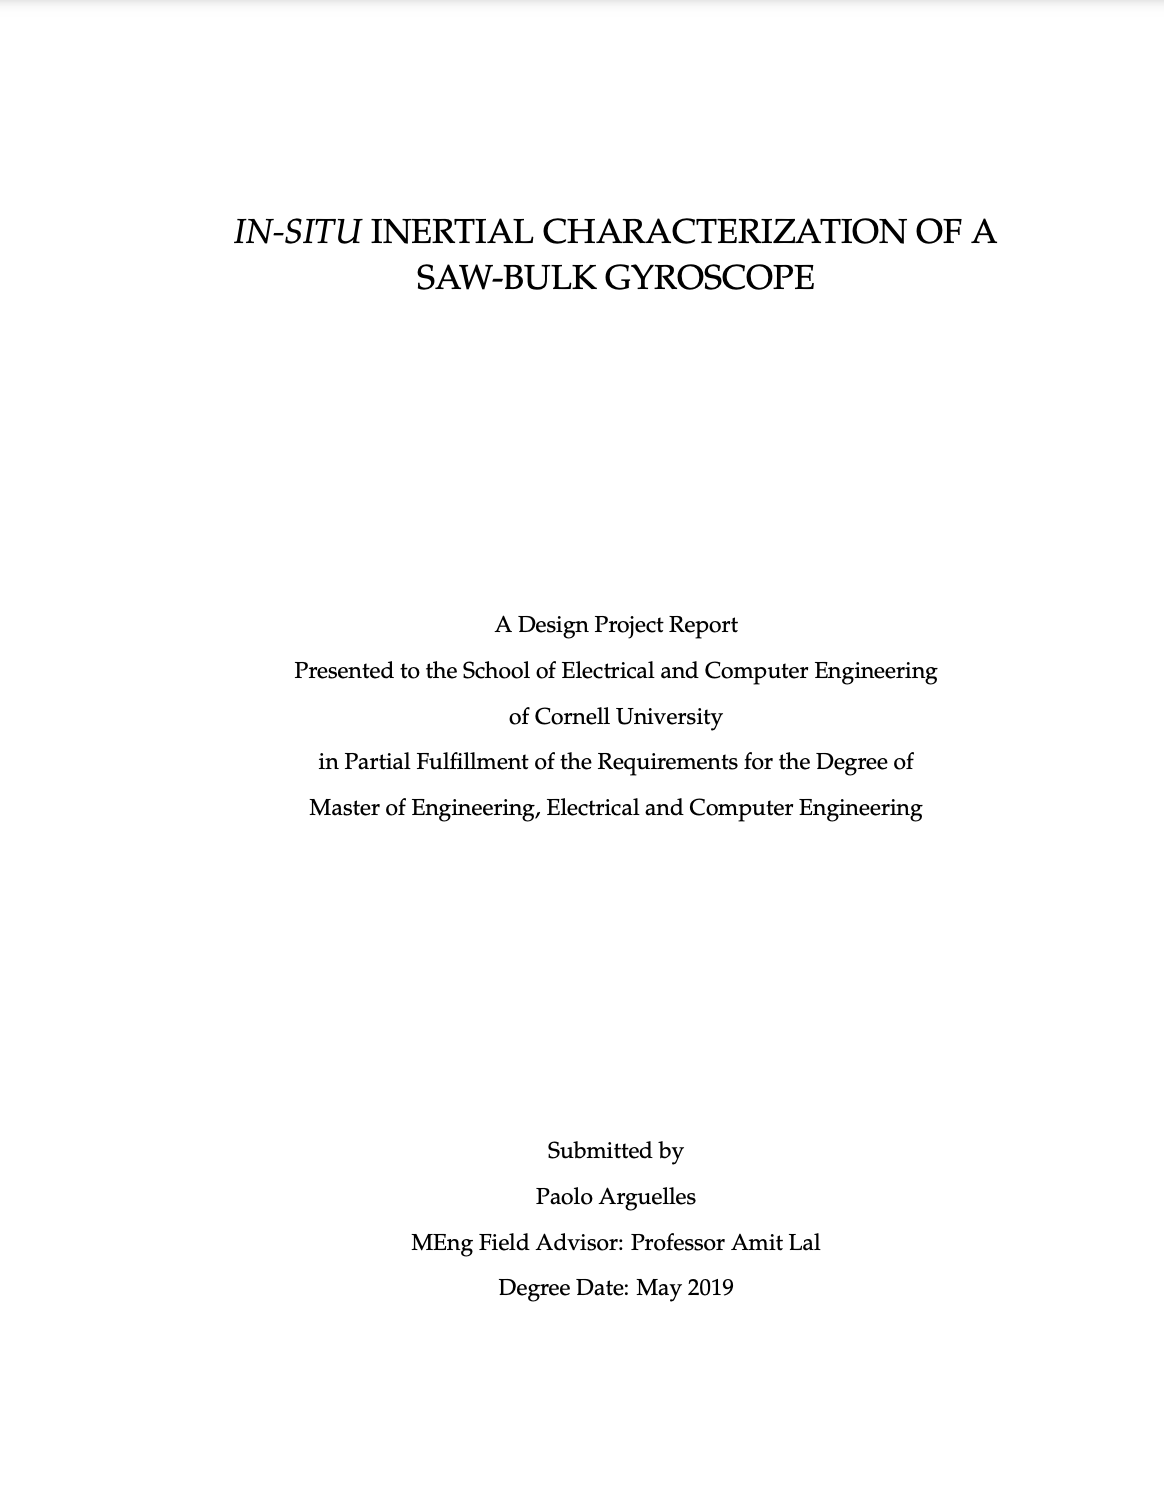 IN-SITU INERTIAL CHARACTERIZATION OF A
SAW-BULK GYROSCOPE
A Design Project Report
Presented to the School of Electrical and Computer Engineering
of Cornell University
in Partial Fulfillment of the Requirements for the Degree of
Master of Engineering, Electrical and Computer Engineering
Submitted by
Paolo Arguelles
MEng Field Advisor: Professor Amit Lal
Degree Date: May 2019